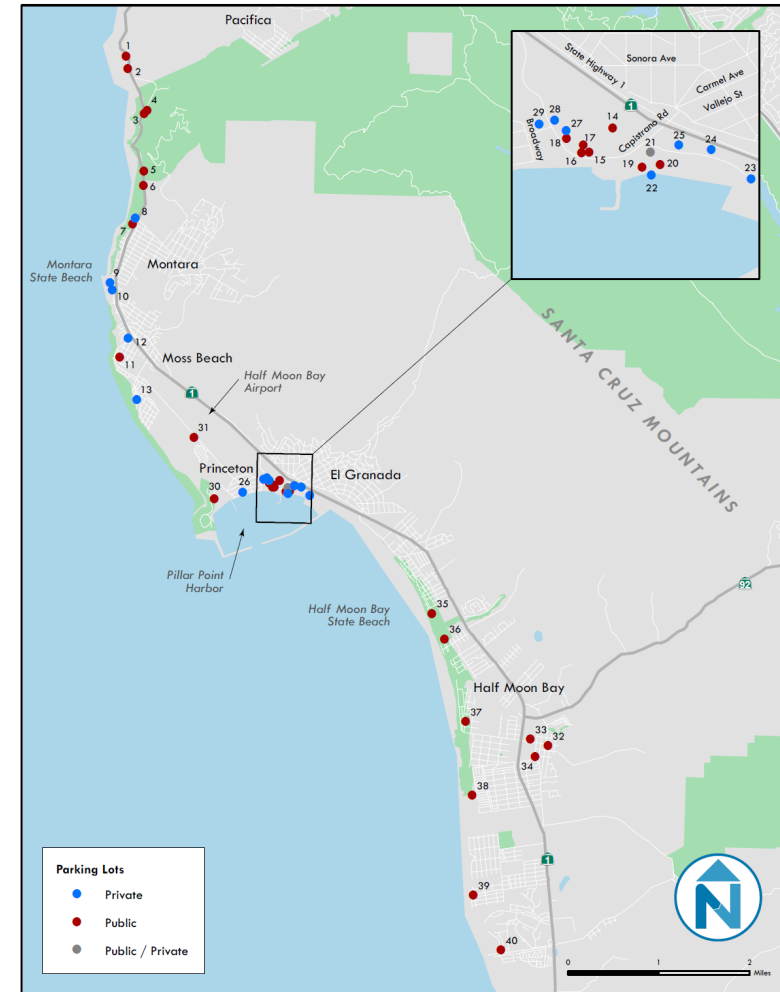 Pacifica
1
2
4
3
5
6
8
7
Montara
State Beach
9
Montara
10
12
Moss Beach
11
13
Half Moon Bay
Airport
1
31
Princeton
El Granada
30
26
Pillar Point
Harbor
Half Moon Bay
State Beach
35
36
92
Half Moon Bay
37
33
32
34
38
1
39
40
SANTA CRUZ MOUNTAINS
State Highway 1
Sonora Ave
Carmel Ave
Vallejo St
1
29
28
14
Capistrano Rd
Broadway
27
17
18
16
15
21
25
24
19
20
22
23
Parking Lots
Private
Public
Public / Private
N
0 1 2
Miles